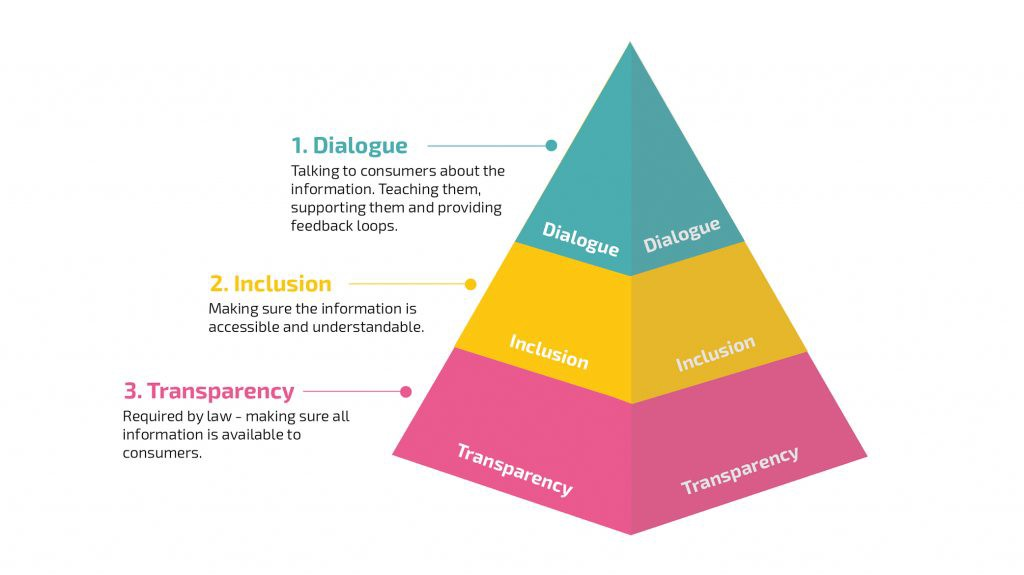 1. Dialogue
Talking to consumers about the
information. Teaching them,
supporting them and providing
feedback loops.
Dialogue
Dialogue
2. Inclusion
Making sure the information is
accessible and understandable.
Inclusion
Inclusion
3. Transparency
Required by law - making sure all
information is available to
consumers.
Transparency
Transparency